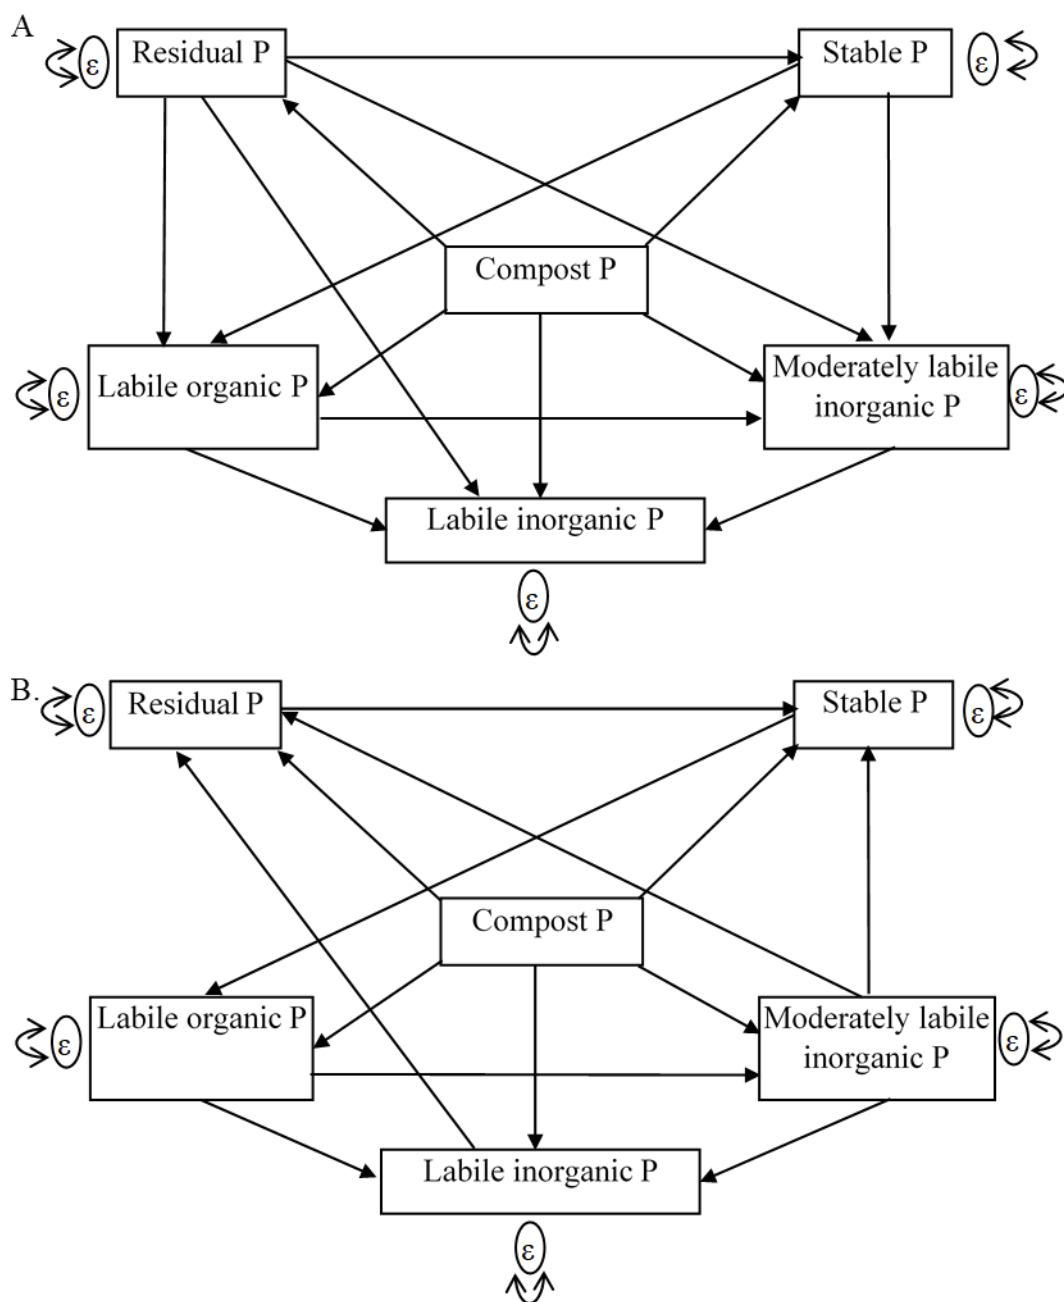 A
Residual P
Stable P
ε
ε
Compost P
Labile organic P
Moderately labile
inorganic P
ε
ε
Labile inorganic P
ε
B.
Residual P
Stable P
ε
ε
Compost P
Labile organic P
Moderately labile
inorganic P
ε
ε
Labile inorganic P
ε